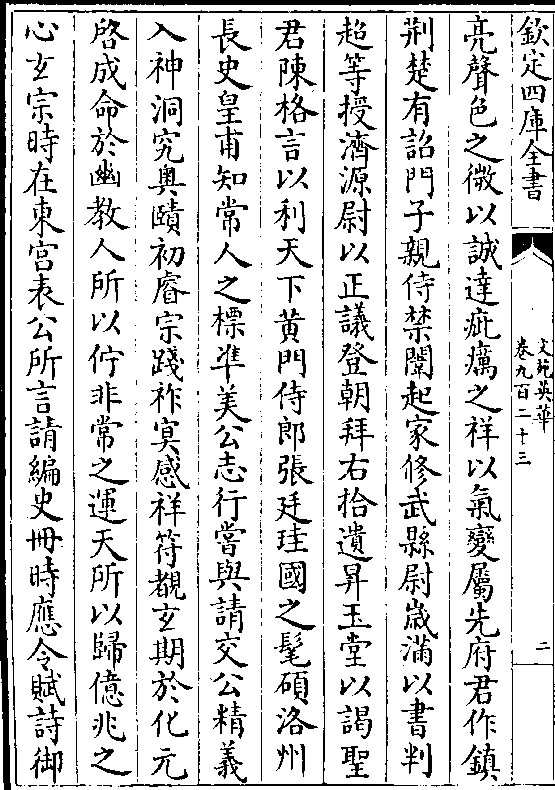 欽定四庫全書
文苑英華
卷九百二十三
二
亮聲色之微以誠達疵癘之祥以氣變屬先府君作鎮
荆楚有詔門子親侍禁闥起家修武縣尉嵗滿以書判
超等授濟源尉以正議登朝拜右拾遺昇玉堂以謁聖
君陳格言以利天下黄門侍郎張廷珪國之髦碩洛州
長史皇甫知常人之標凖美公志行嘗與請交公精義
入神洞究奥賾初睿宗踐祚冥感祥符覩玄期於化元
啓成命於幽教人所以佇非常之運天所以歸億兆之
心玄宗時在東宫表公所言請編史冊時應令賦詩御